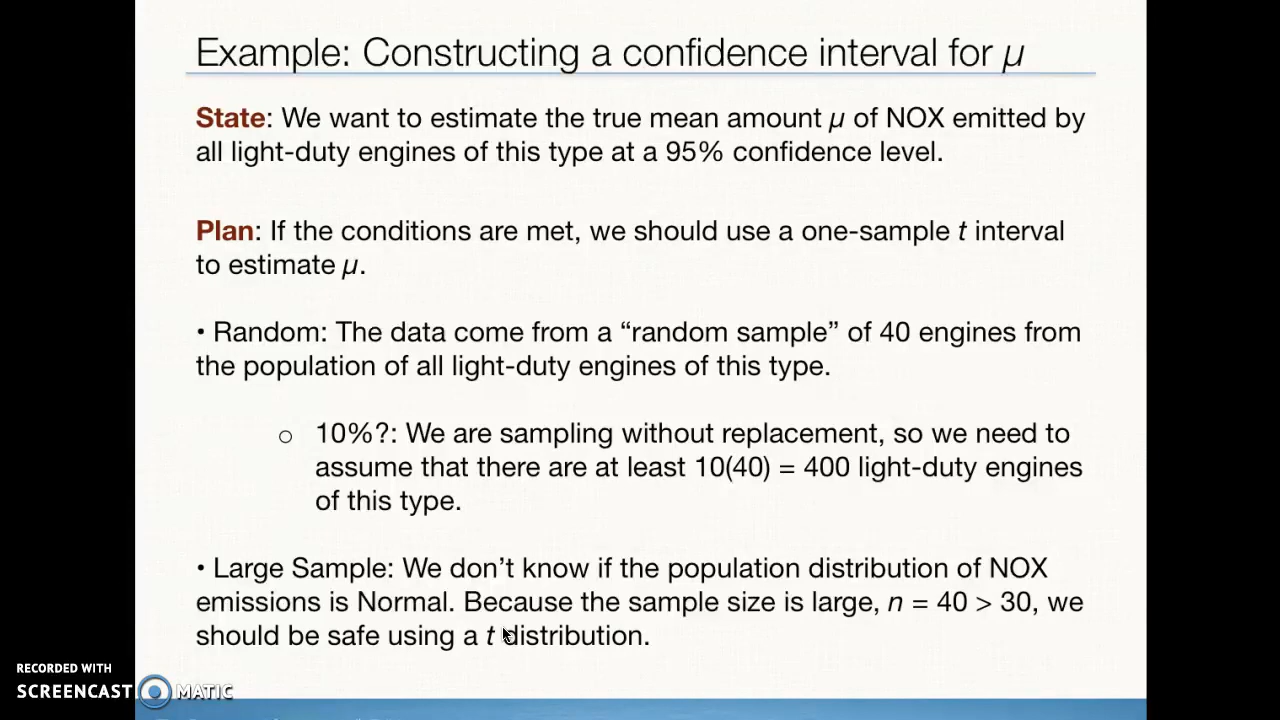 Example: Constructing a confidence interval for μ
State: We want to estimate the true mean amount μ of NOX emitted by
all light-duty engines of this type at a 95% confidence level.
Plan: If the conditions are met, we should use a one-sample t interval
to estimate μ.
• Random: The data come from a “random sample” of 40 engines from
the population of all light-duty engines of this type.
o 10%?: We are sampling without replacement, so we need to
assume that there are at least 10(40) = 400 light-duty engines
of this type.
• Large Sample: We don’t know if the population distribution of NOX
emissions is Normal. Because the sample size is large, n = 40 > 30, we
should be safe using a t distribution.
RECORDED WITH
SCREENCAST MATIC